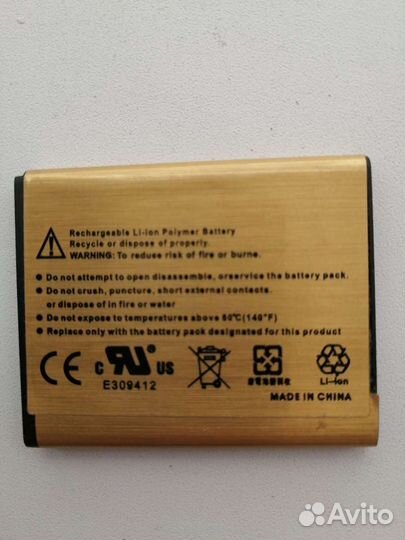 Rechargeable Li-ion Polymer Battery
Recycle or dispose of properly.
WARNING: To reduce risk of fire or burne.
● Do not attempt to open disassemble, orservice the battery pack.
● Do not crush, puncture, short external contacts.
or dispose of in fire or water
● Do not expose to temperatures above 60℃(140°F)
● Replace only with the battery pack designated for this product
CE c RU US
E309412
Li-ion
MADE IN CHINA
Avito